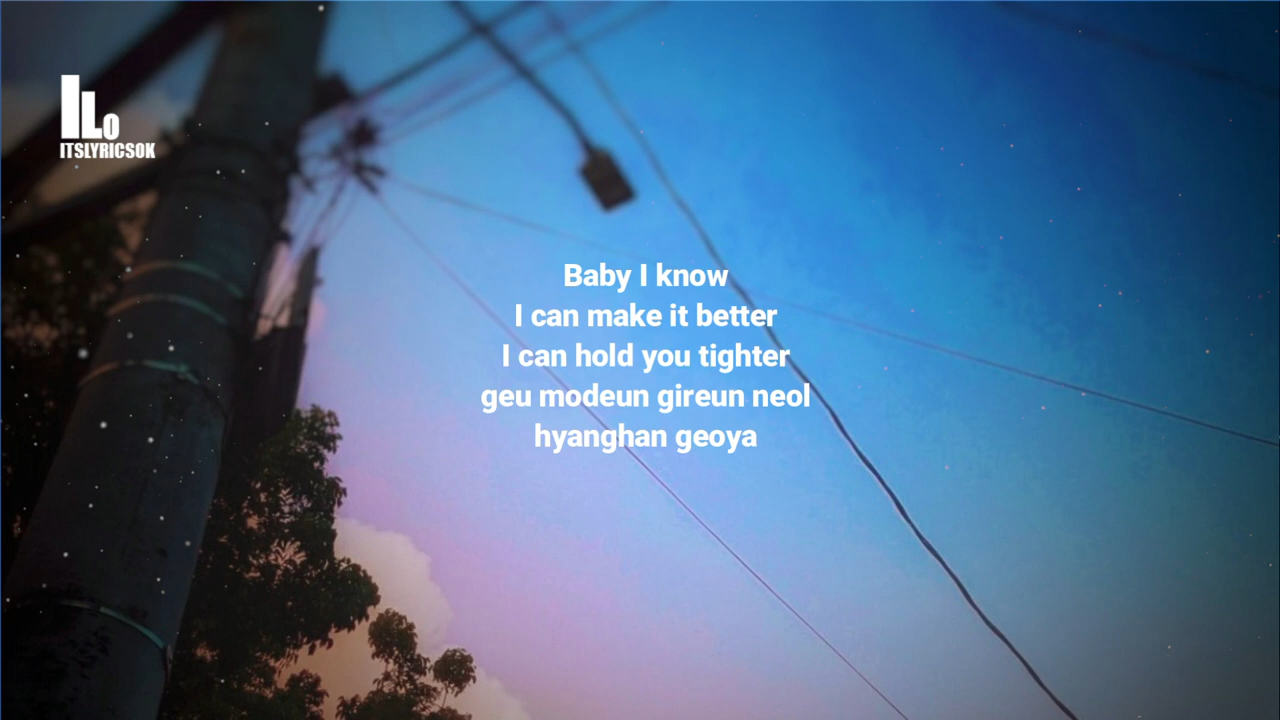 ILO
ITSLYRICSOK
Baby I know
I can make it better
I can hold you tighter
geu modeun gireun neol
hyanghan geoya